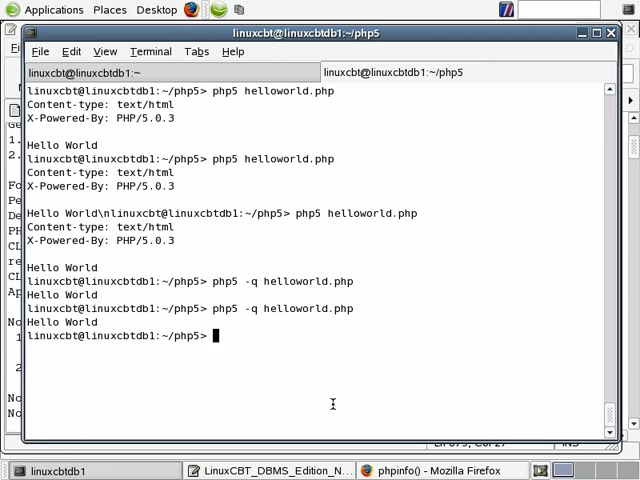 Applications Places Desktop
linuxcbt@linuxcbtdb1:~/php5
File Edit View Terminal Tabs Help
linuxcbt@linuxcbtdb1:~ linuxcbt@linuxcbtdb1:~/php5
linuxcbt@linuxcbtdb1:~/php5> php5 helloworld.php
Content-type: text/html
X-Powered-By: PHP/5.0.3
Hello World
linuxcbt@linuxcbtdb1:~/php5> php5 helloworld.php
Content-type: text/html
X-Powered-By: PHP/5.0.3
Hello World\nlinuxcbt@linuxcbtdb1:~/php5> php5 helloworld.php
Content-type: text/html
X-Powered-By: PHP/5.0.3
Hello World
linuxcbt@linuxcbtdb1:~/php5> php5 -q helloworld.php
Hello World
linuxcbt@linuxcbtdb1:~/php5> php5 -q helloworld.php
Hello World
linuxcbt@linuxcbtdb1:~/php5>
linuxcbtdb1 LinuxCBT_DBMS_Edition_N... phpinfo() - Mozilla Firefox